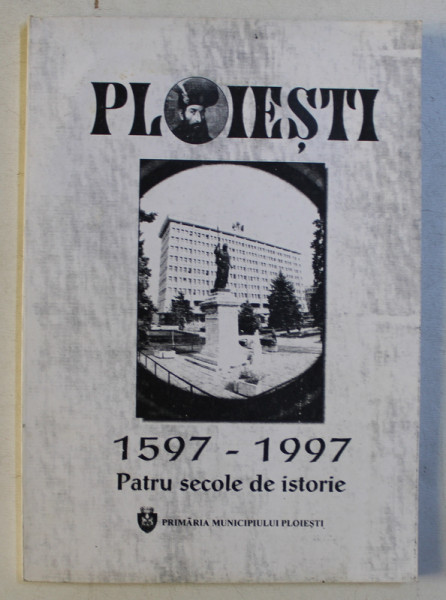 PLOIEȘTI
1597 - 1997
Patru secole de istorie
PRIMĂRIA MUNICIPIULUI PLOIEȘTI